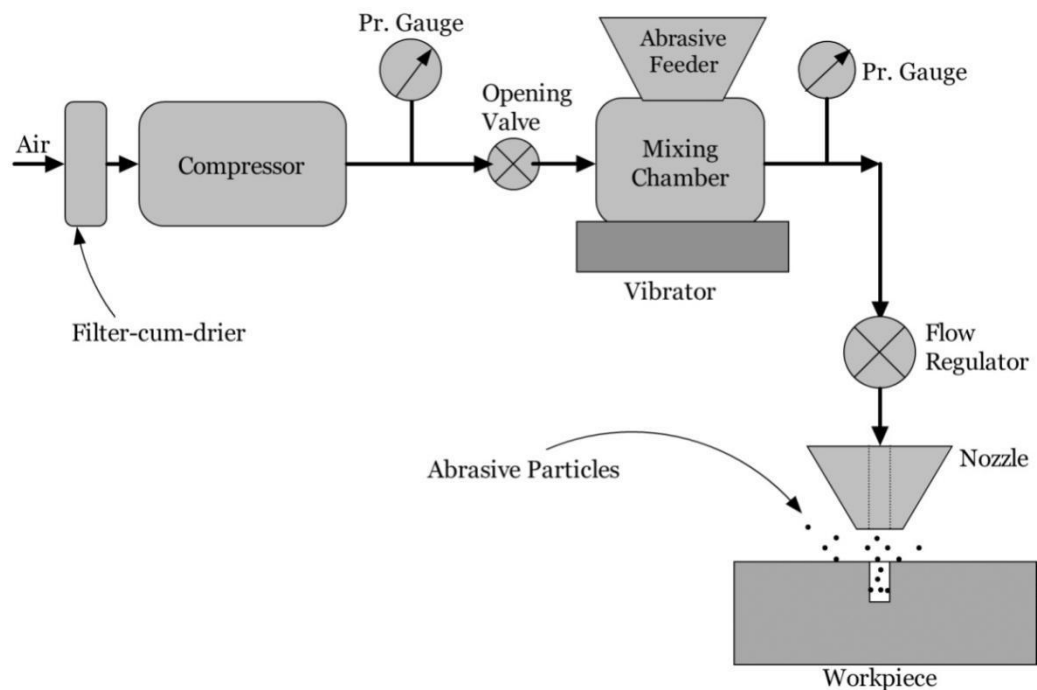 Pr. Gauge
Abrasive
Feeder
Pr. Gauge
Opening
Valve
Air
Compressor
Mixing
Chamber
Vibrator
Filter-cum-drier
Flow
Regulator
Abrasive Particles
Nozzle
Workpiece